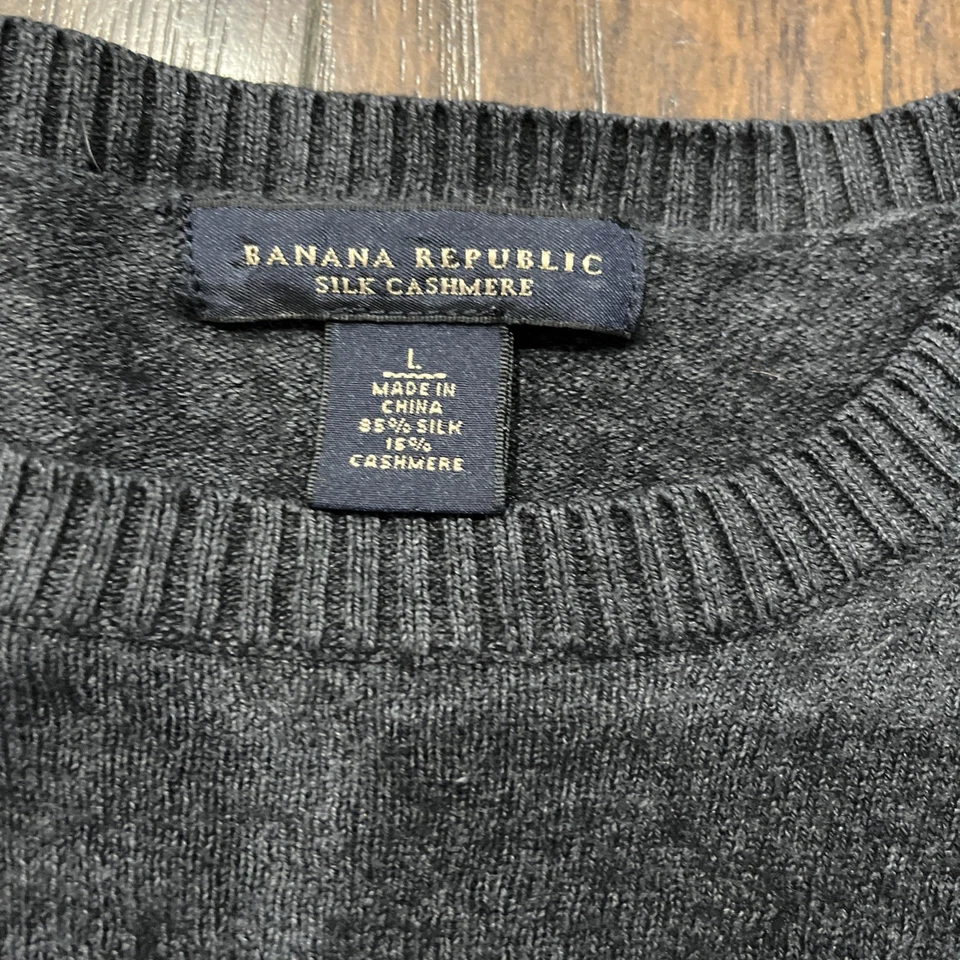 BANANA REPUBLIC
SILK CASHMERE
L
MADE IN
CHINA
85% SILK
15%
CASHMERE